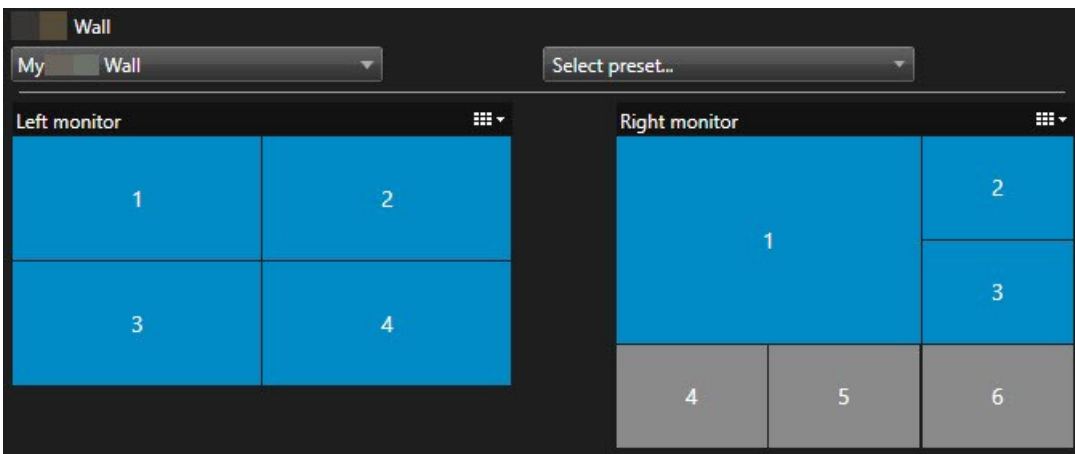 Wall
My Wall
Select preset...
Left monitor
1 2
3 4
Right monitor
1
2
3
4 5 6